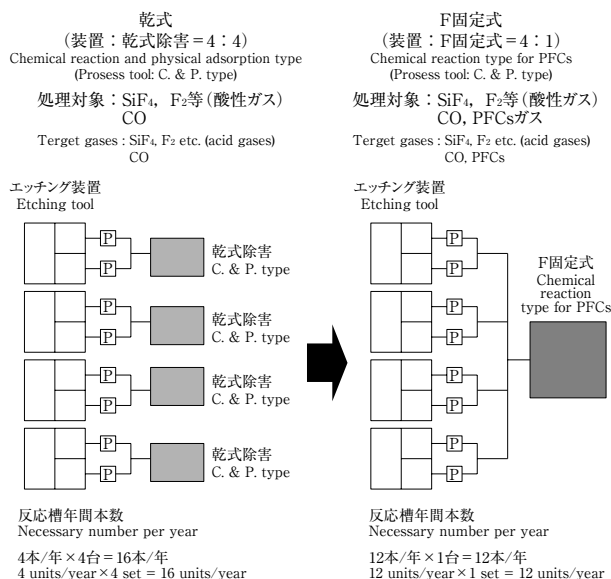 乾式
(装置：乾式除害＝4：4)
Chemical reaction and physical adsorption type
(Prosess tool: C. & P. type)
処理対象：SiF₄，F₂等(酸性ガス)
CO
Terget gases : SiF₄, F₂ etc. (acid gases)
CO
エッチング装置
Etching tool
P
P
乾式除害
C. & P. type
P
P
乾式除害
C. & P. type
P
P
乾式除害
C. & P. type
P
P
乾式除害
C. & P. type
反応槽年間本数
Necessary number per year
4本/年×4台＝16本/年
4 units/year×4 set = 16 units/year
F固定式
(装置：F固定式＝4：1)
Chemical reaction type for PFCs
(Prosess tool: C. & P. type)
処理対象：SiF₄，F₂等(酸性ガス)
CO, PFCsガス
Terget gases : SiF₄, F₂ etc. (acid gases)
CO, PFCs
エッチング装置
Etching tool
P
P
P
P
P
P
P
P
F固定式
Chemical
reaction
type for PFCs
反応槽年間本数
Necessary number per year
12本/年×1台＝12本/年
12 units/year×1 set = 12 units/year